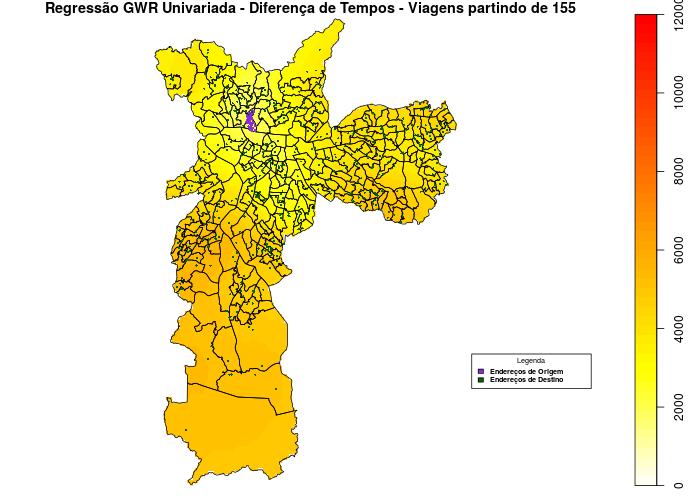 Regressão GWR Univariada - Diferença de Tempos - Viagens partindo de 155
12000
10000
8000
6000
4000
2000
0
Legenda
Endereços de Origem
Endereços de Destino